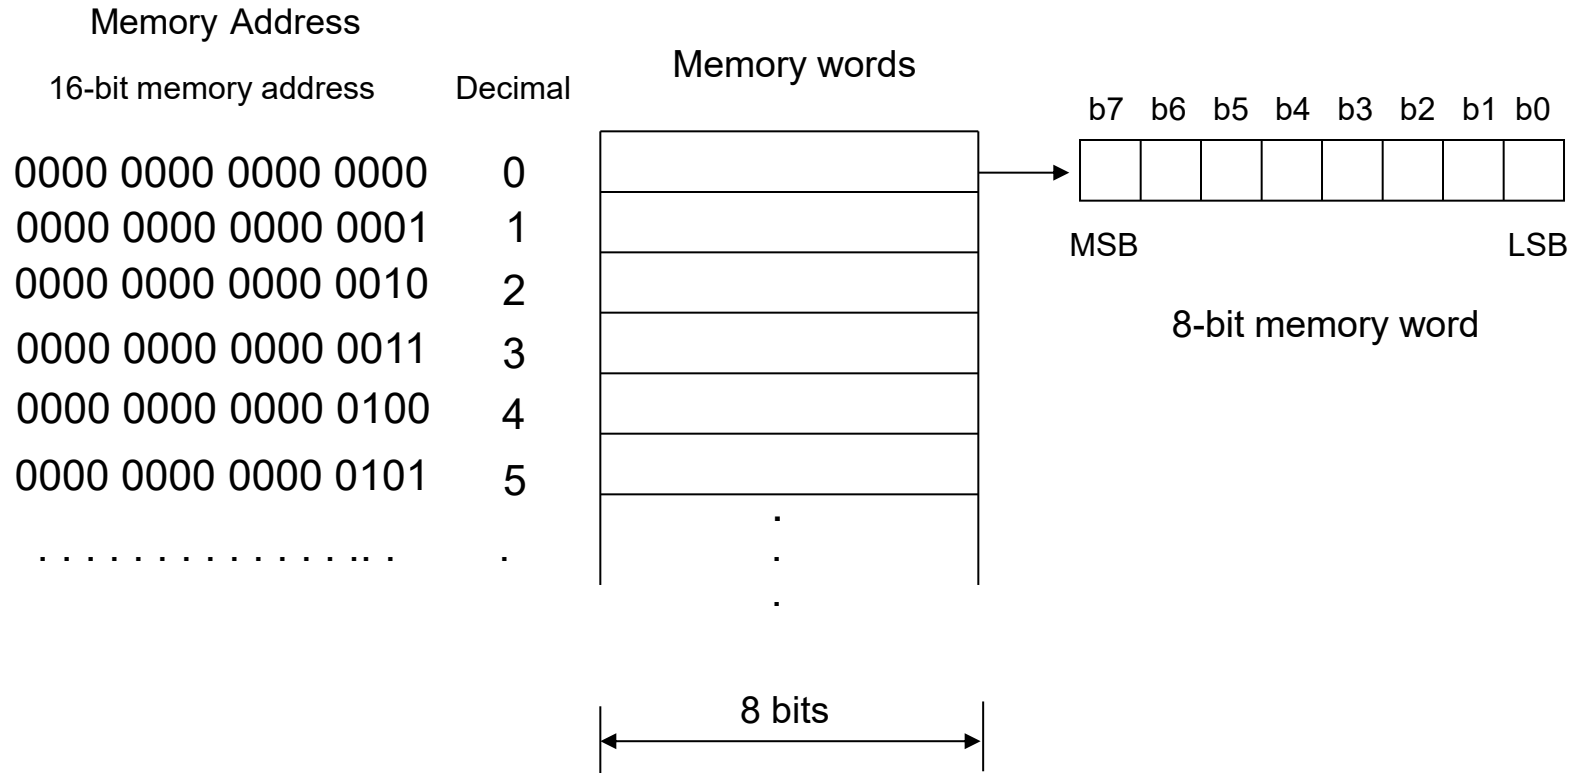 Memory Address
Memory words
16-bit memory address Decimal
b7 b6 b5 b4 b3 b2 b1 b0
0000 0000 0000 0000 0
0000 0000 0000 0001 1
MSB LSB
0000 0000 0000 0010 2
8-bit memory word
0000 0000 0000 0011 3
0000 0000 0000 0100 4
0000 0000 0000 0101 5
. . . . . . . . . . . . . .. . .
.
.
.
8 bits